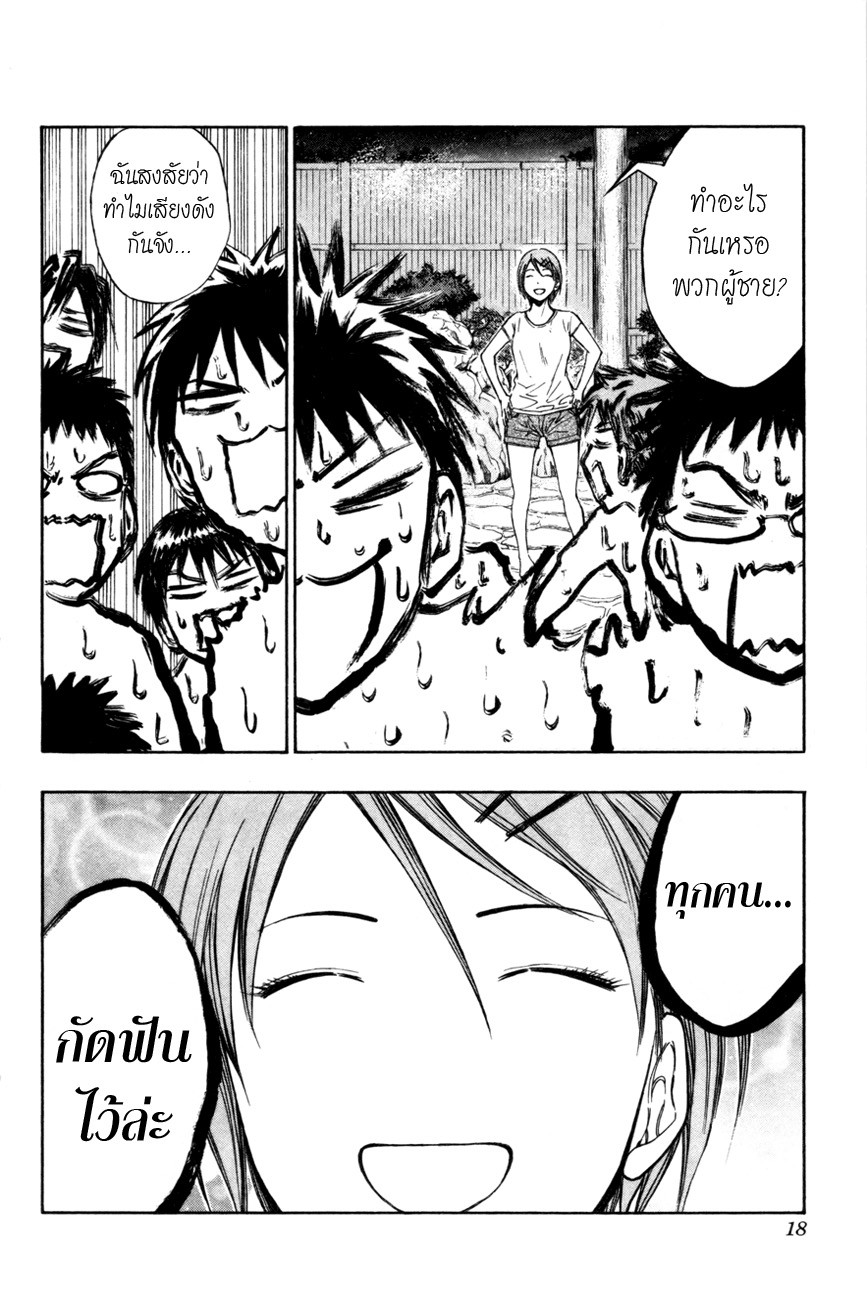 ทำอะไร
กันเหรอ
พวกผู้ชาย?
ฉันสงสัยว่า
ทำไมเสียงดัง
กันจัง...
ทุกคน...
กัดฟัน
ไว้ล่ะ
18